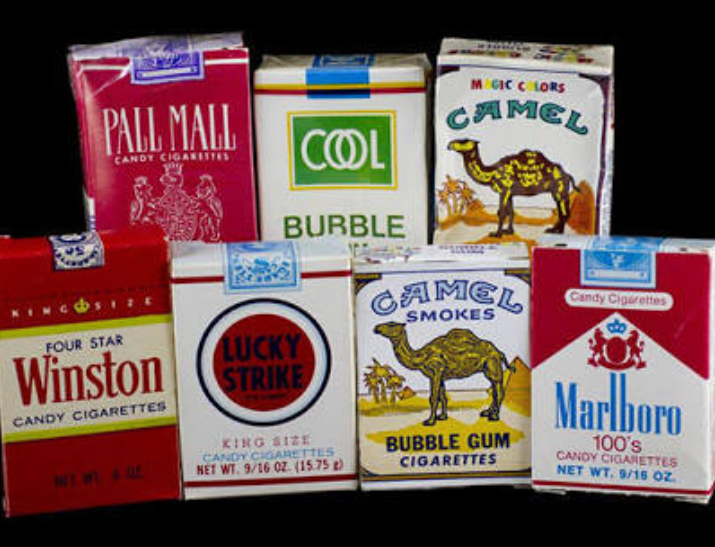 PALL MALL
CANDY CIGARETTES
COOL
BUBBLE
MAGIC COLORS
CAMEL
KING SIZE
FOUR STAR
Winston
CANDY CIGARETTES
NET WT.
OZ.
LUCKY
STRIKE
KING SIZE
CANDY CIGARETTES
NET WT. 9/16 OZ. (15.75 g)
CAMEL
SMOKES
BUBBLE GUM
CIGARETTES
Candy Cigarettes
Marlboro
100's
CANDY CIGARETTES
NET WT. 9/16 OZ.